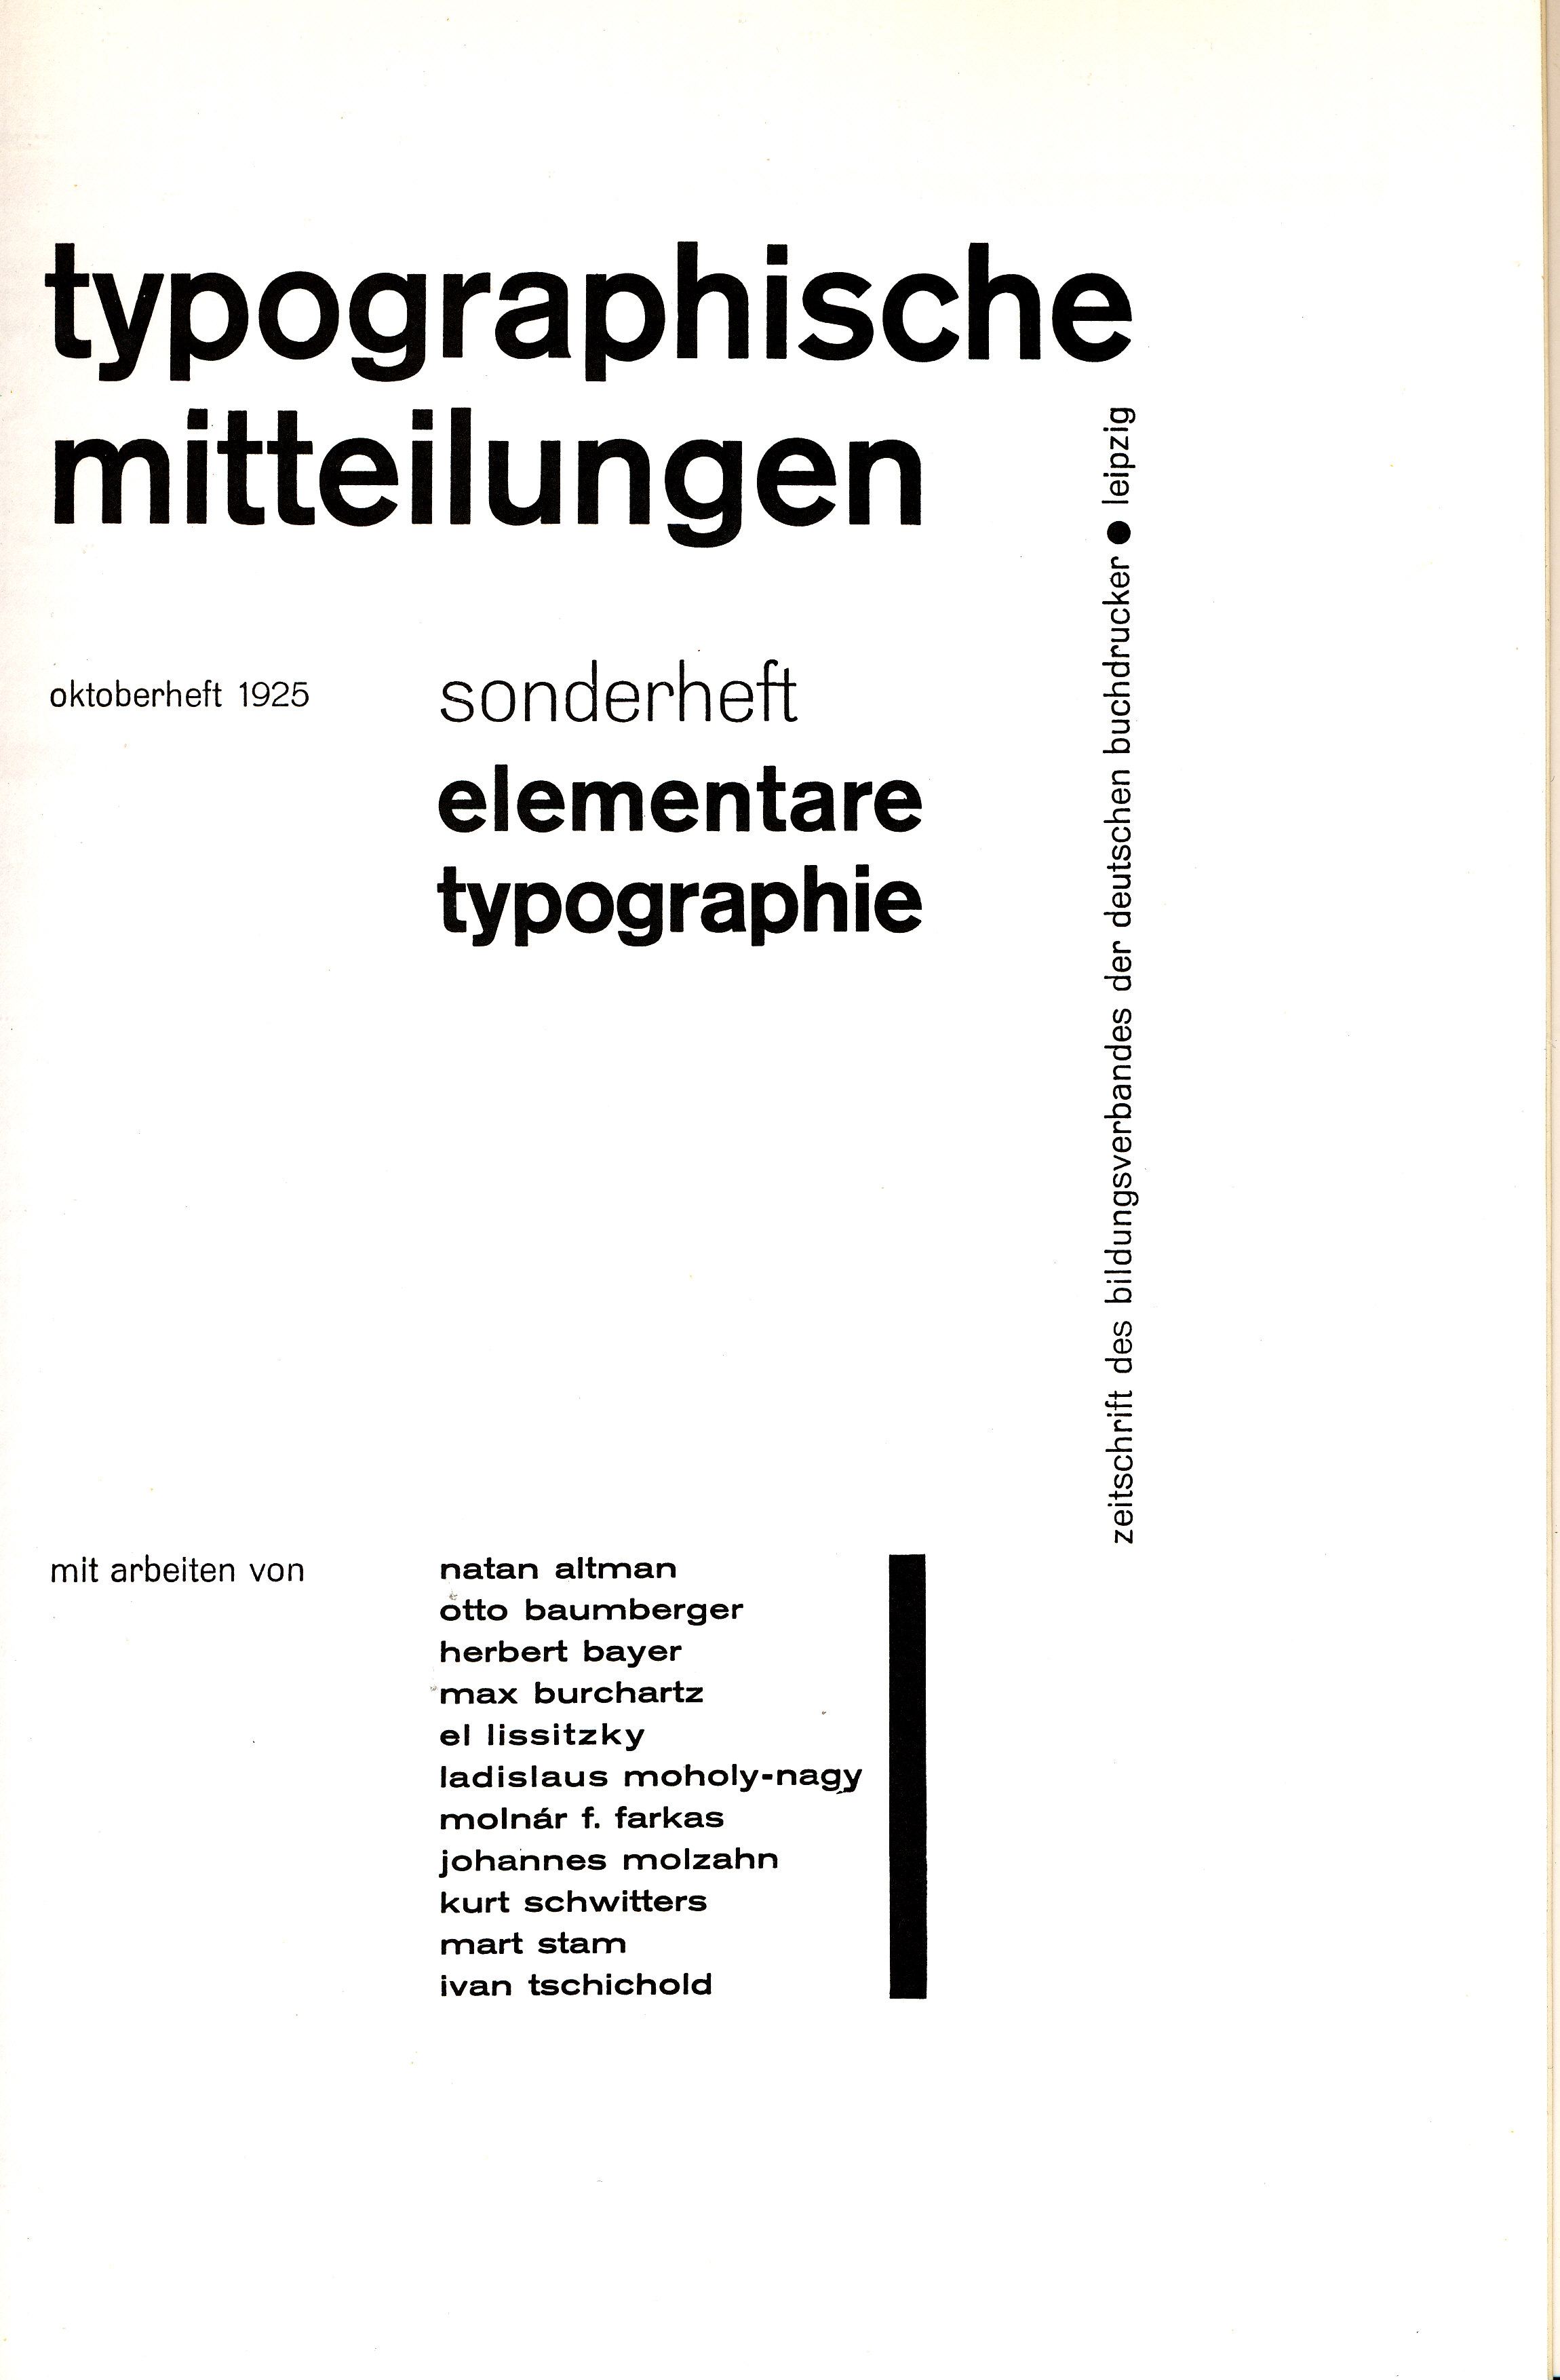 typographische
mitteilungen
zeitschrift des bildungsverbandes der deutschen buchdrucker ● leipzig
oktoberheft 1925
sonderheft
elementare
typographie
mit arbeiten von
natan altman
otto baumberger
herbert bayer
max burchartz
el lissitzky
ladislaus moholy-nagy
molnár f. farkas
johannes molzahn
kurt schwitters
mart stam
ivan tschichold